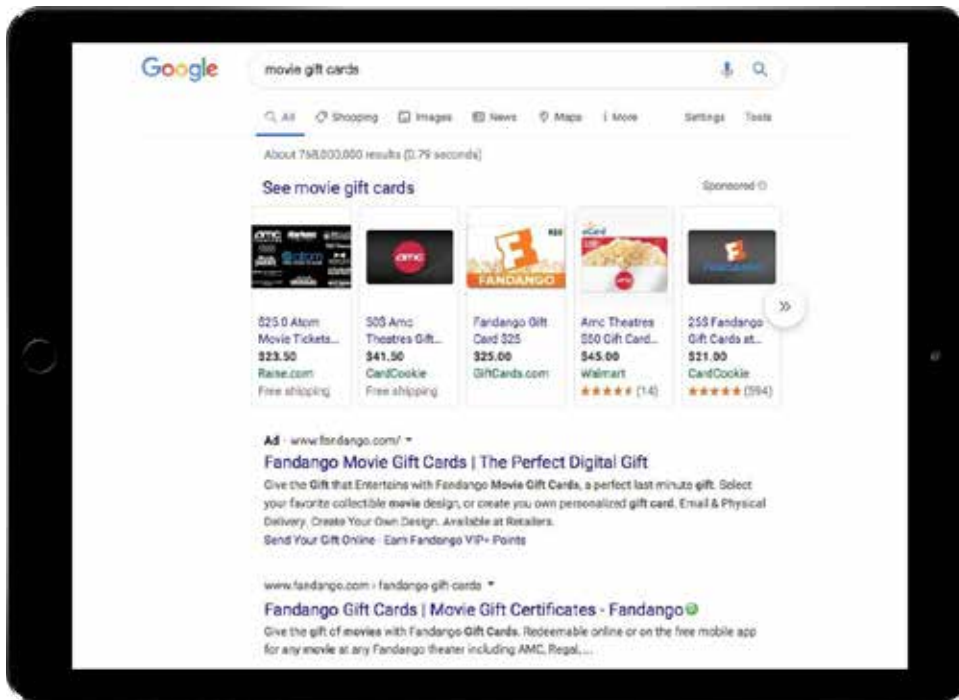 Google
movie gift cards
All Shopping Images News Maps More Settings Tools
About 768,000,000 results (0.79 seconds)
See movie gift cards
Sponsored
amc
atom
amc
$25
FANDANGO
eCard
amc
FANDANGO
$25.0 Atom
Movie Tickets...
$23.50
Raise.com
Free shipping
50$ Amc
Theatres Gift...
$41.50
CardCookie
Free shipping
Fandango Gift
Card $25
$25.00
GiftCards.com
Amc Theatres
$50 Gift Card...
$45.00
Walmart
(14)
25$ Fandango
Gift Cards at...
$21.00
CardCookie
(594)
Ad · www.fandango.com/
Fandango Movie Gift Cards | The Perfect Digital Gift
Give the Gift that Entertains with Fandango Movie Gift Cards, a perfect last minute gift. Select
your favorite collectible movie design, or create you own personalized gift card. Email & Physical
Delivery. Create Your Own Design. Available at Retailers.
Send Your Gift Online · Earn Fandango VIP+ Points
www.fandango.com › fandango-gift-cards
Fandango Gift Cards | Movie Gift Certificates - Fandango
Give the gift of movies with Fandango Gift Cards. Redeemable online or on the free mobile app
for any movie at any Fandango theater including AMC, Regal, ...